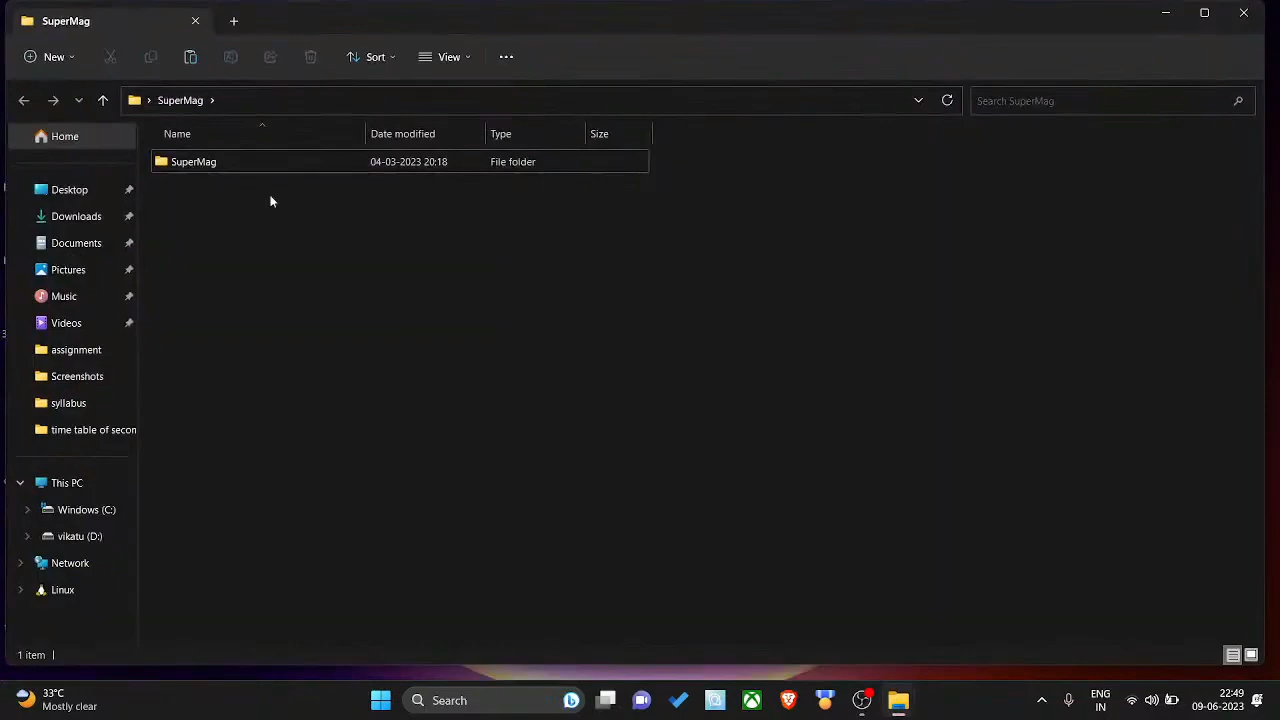 SuperMag
New
Sort
View
SuperMag
Search SuperMag
Home
Name
Date modified
Type
Size
SuperMag
04-03-2023 20:18
File folder
Desktop
Downloads
Documents
Pictures
Music
Videos
assignment
Screenshots
syllabus
time table of secon
This PC
Windows (C:)
vikatu (D:)
Network
Linux
1 item
33°C
Mostly clear
Search
ENG
IN
22:49
09-06-2023